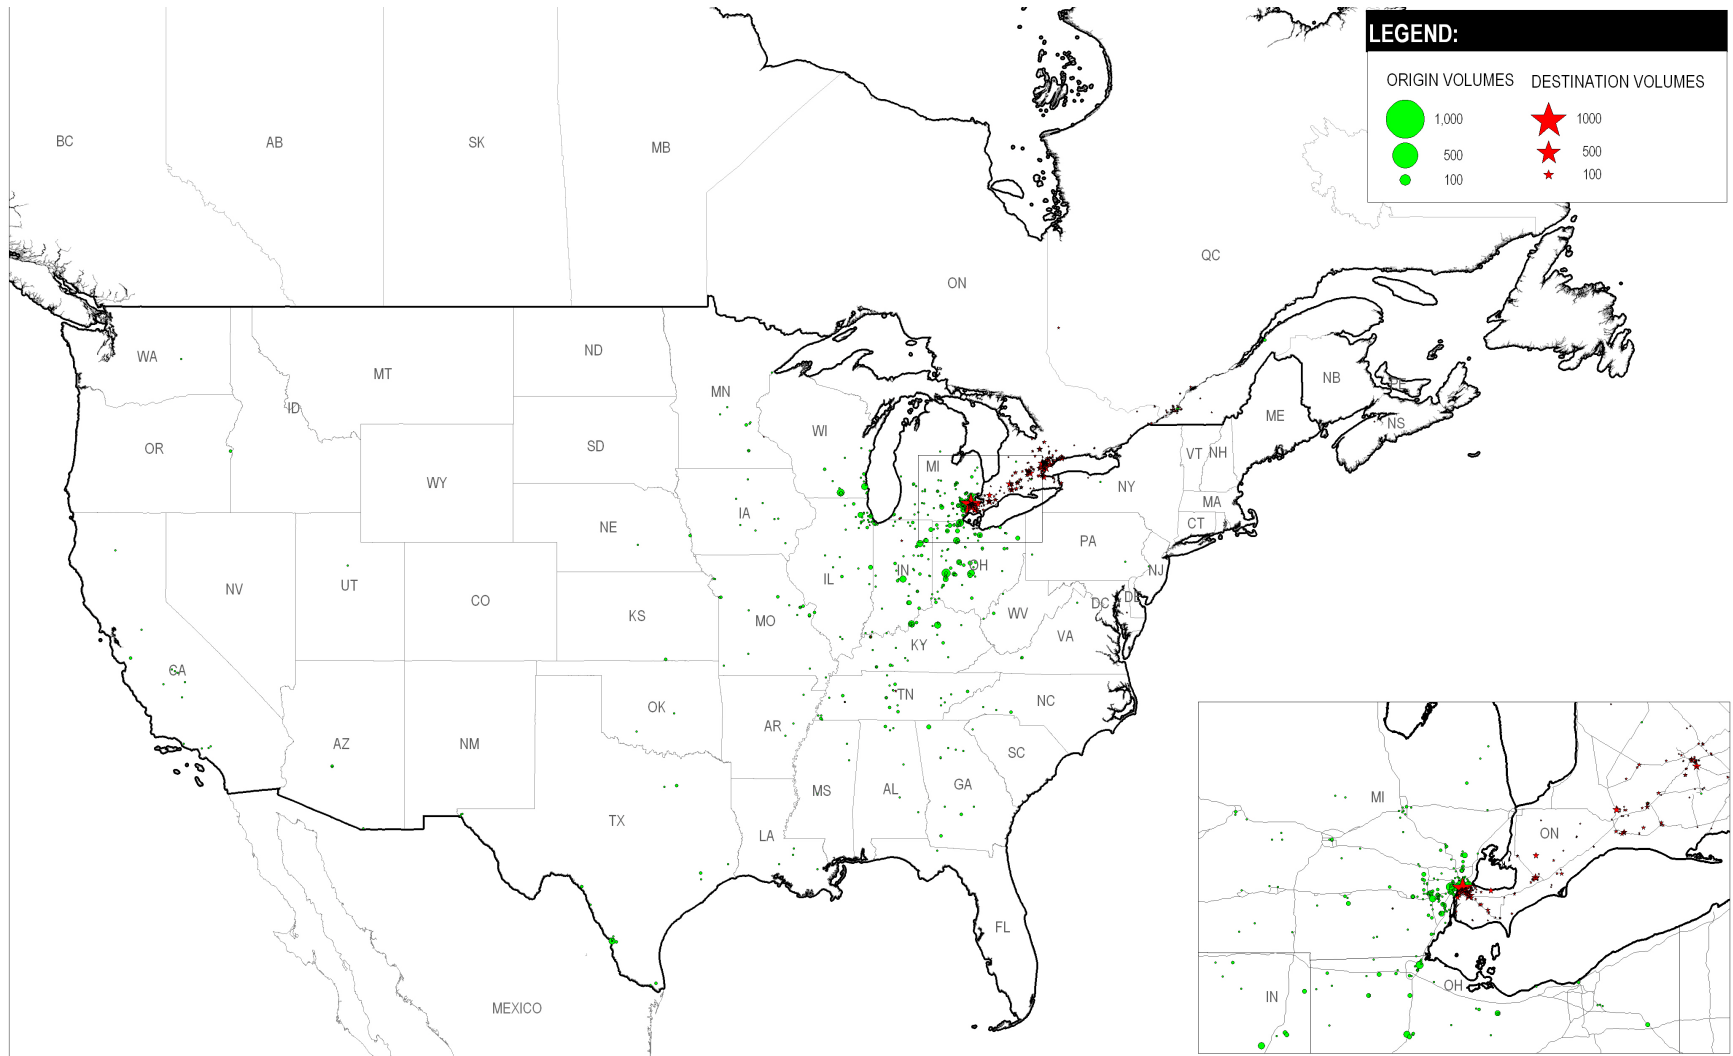 LEGEND:
ORIGIN VOLUMES DESTINATION VOLUMES
1,000 1000
500 500
100 100
BC
AB
SK
MB
ON
QC
WA
MT
ND
MN
ID
OR
SD
WI
MI
WY
NE
IA
NY
VT
NH
ME
NB
PE
NS
MA
CT
PA
NJ
NV
UT
CO
KS
MO
IL
IN
OH
WV
DC
DE
VA
KY
CA
AZ
NM
OK
AR
TN
NC
SC
TX
LA
MS
AL
GA
FL
MEXICO
MI
ON
IN
OH